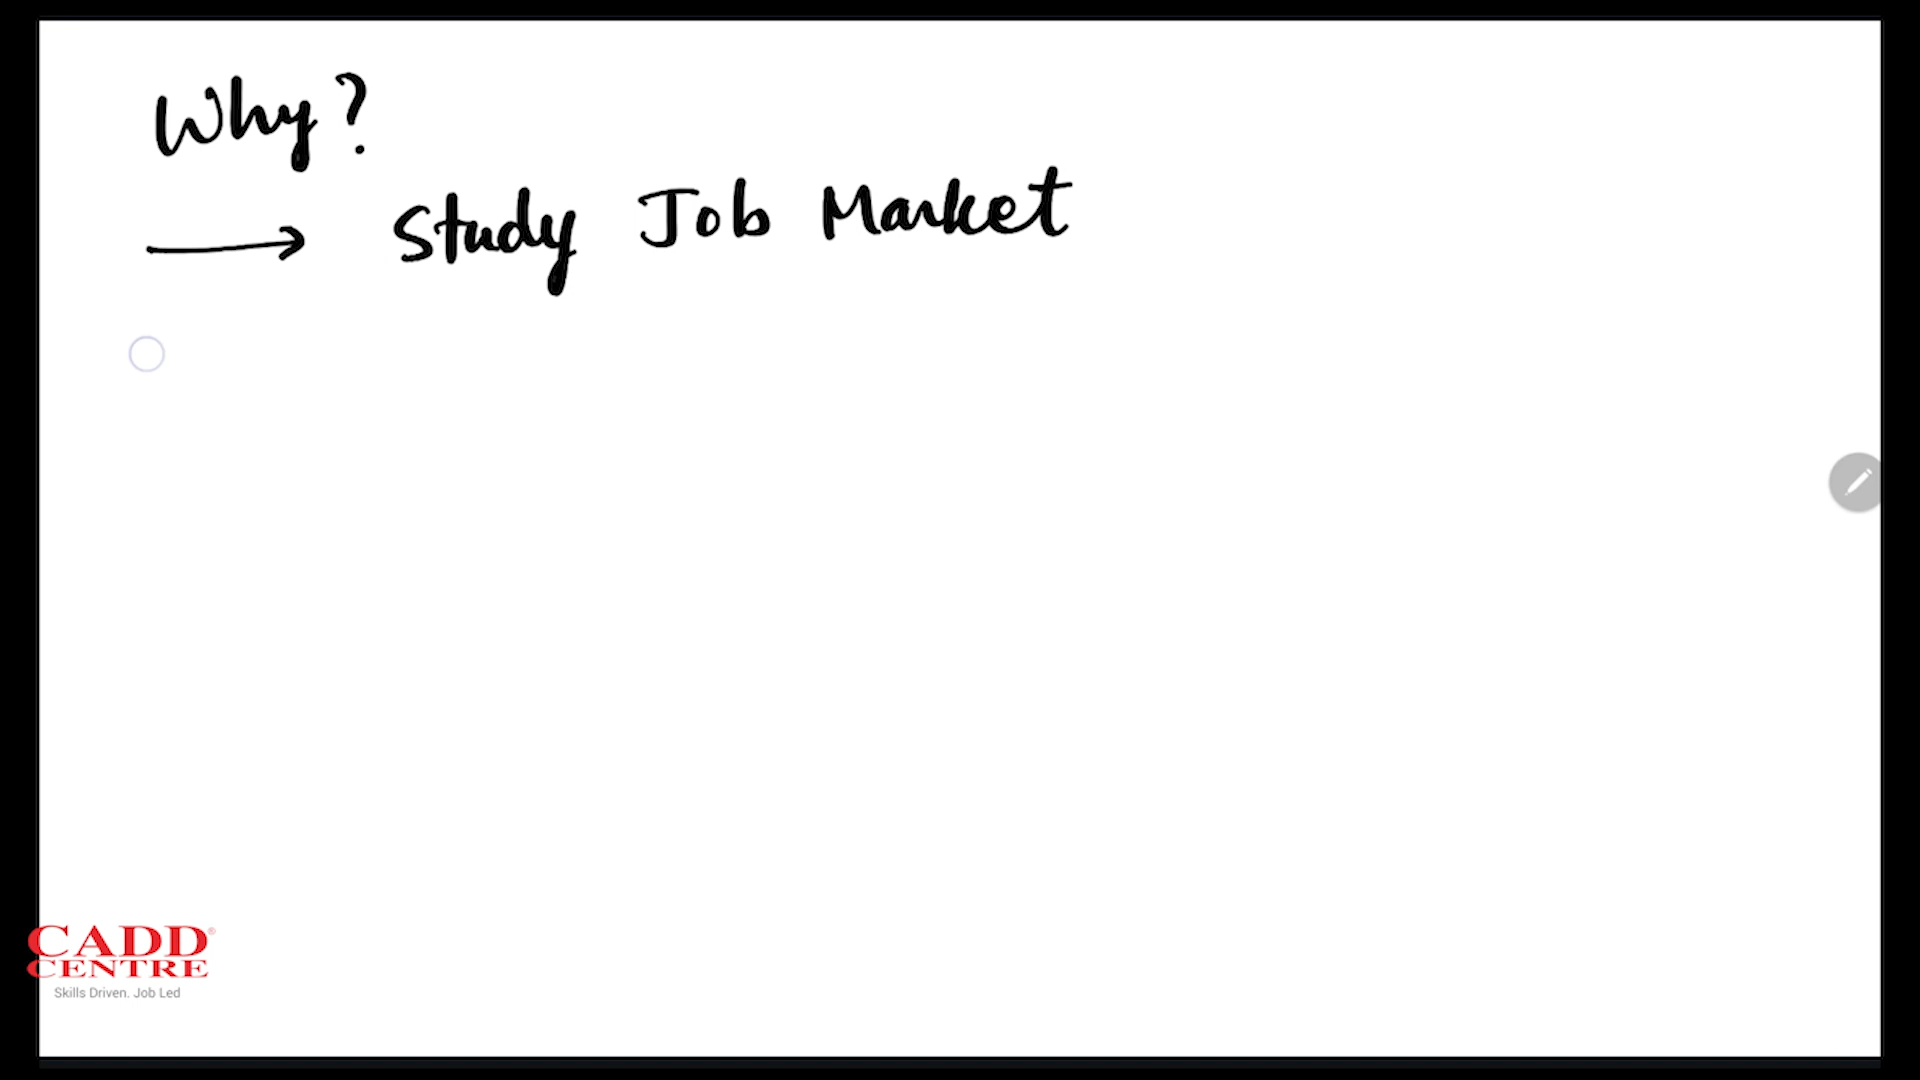 Why?
→ Study Job Market
CADD®
CENTRE
Skills Driven. Job Led